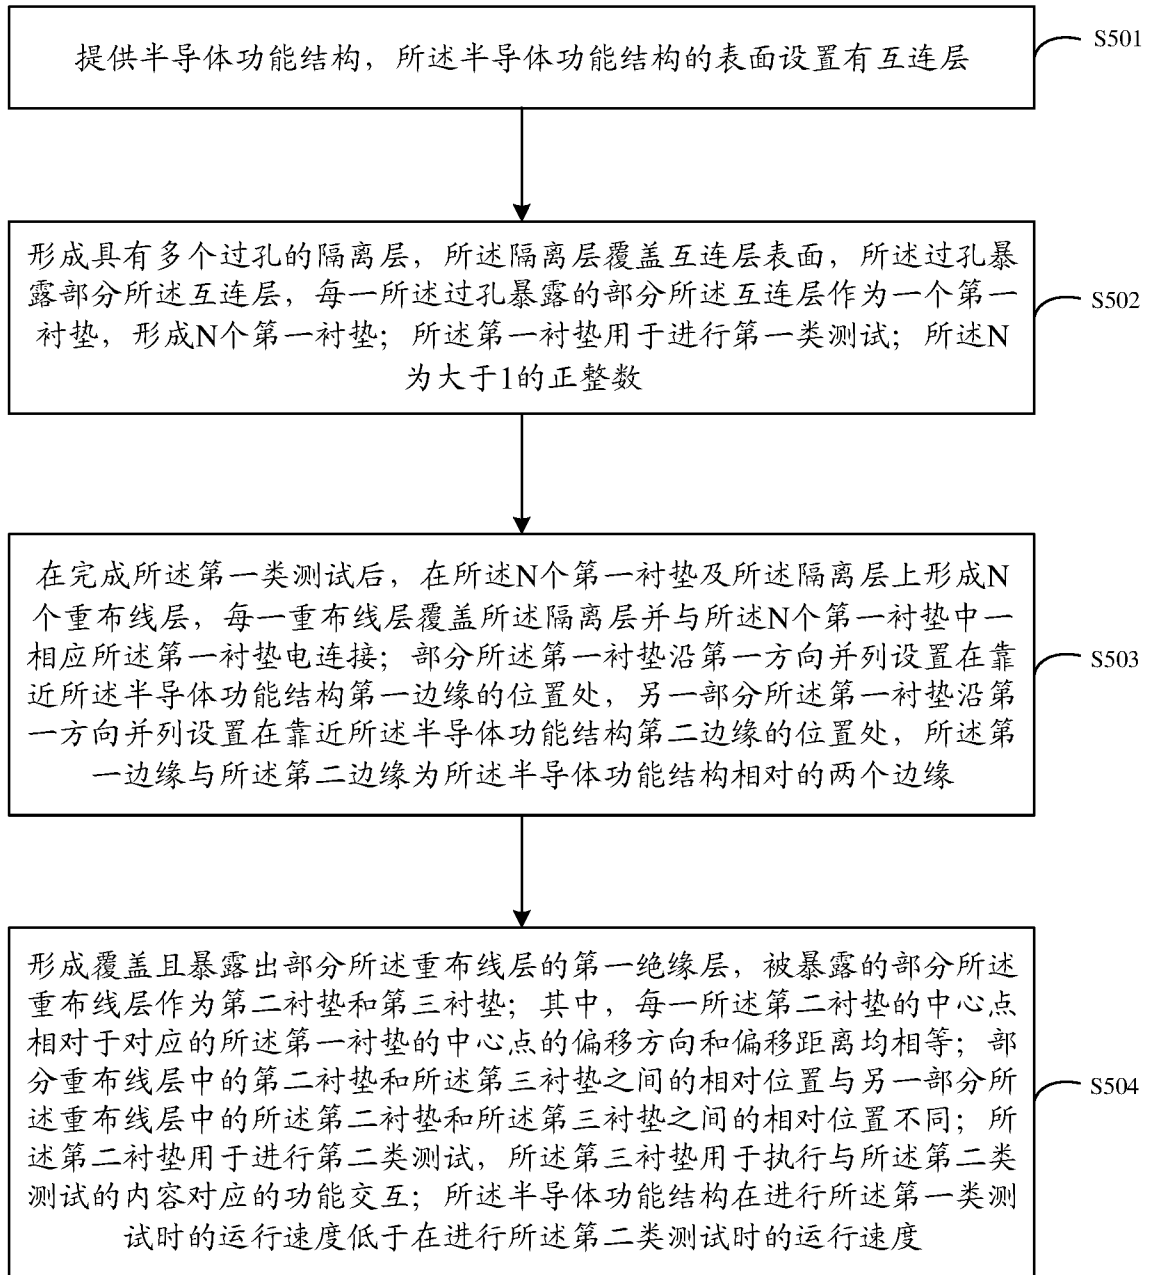 提供半导体功能结构，所述半导体功能结构的表面设置有互连层
S501
形成具有多个过孔的隔离层，所述隔离层覆盖互连层表面，所述过孔暴
露部分所述互连层，每一所述过孔暴露的部分所述互连层作为一个第一
衬垫，形成N个第一衬垫；所述第一衬垫用于进行第一类测试；所述N
为大于1的正整数
S502
在完成所述第一类测试后，在所述N个第一衬垫及所述隔离层上形成N
个重布线层，每一重布线层覆盖所述隔离层并与所述N个第一衬垫中一
相应所述第一衬垫电连接；部分所述第一衬垫沿第一方向并列设置在靠
近所述半导体功能结构第一边缘的位置处，另一部分所述第一衬垫沿第
一方向并列设置在靠近所述半导体功能结构第二边缘的位置处，所述第
一边缘与所述第二边缘为所述半导体功能结构相对的两个边缘
S503
形成覆盖且暴露出部分所述重布线层的第一绝缘层，被暴露的部分所述
重布线层作为第二衬垫和第三衬垫；其中，每一所述第二衬垫的中心点
相对于对应的所述第一衬垫的中心点的偏移方向和偏移距离均相等；部
分重布线层中的第二衬垫和所述第三衬垫之间的相对位置与另一部分所
述重布线层中的所述第二衬垫和所述第三衬垫之间的相对位置不同；所
述第二衬垫用于进行第二类测试，所述第三衬垫用于执行与所述第二类
测试的内容对应的功能交互；所述半导体功能结构在进行所述第一类测
试时的运行速度低于在进行所述第二类测试时的运行速度
S504